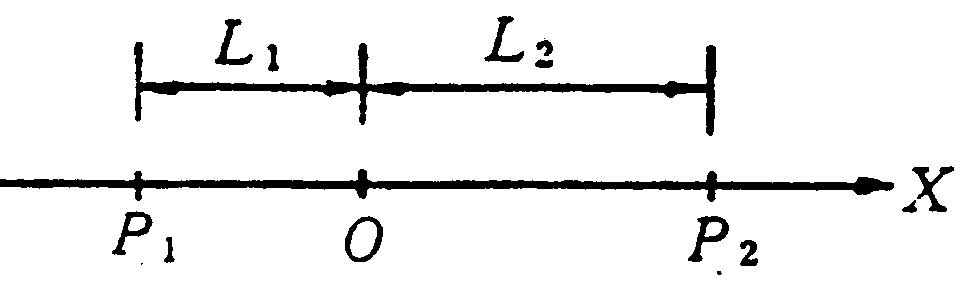 L₁ L₂
X
P₁ O P₂